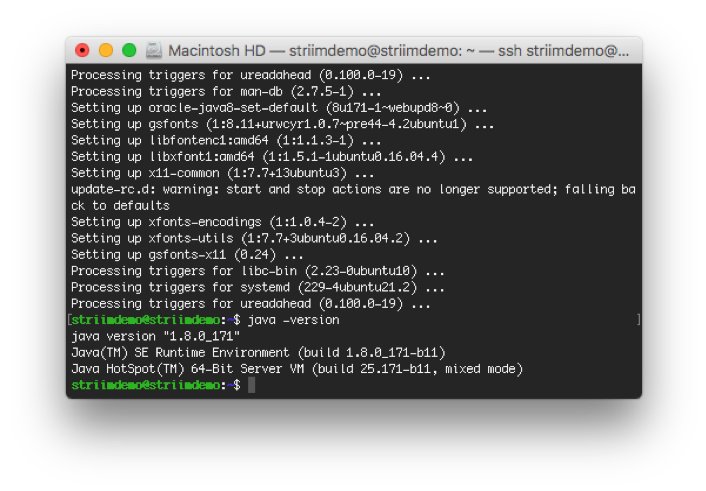 Macintosh HD — striimdemo@striimdemo: ~ — ssh striimdemo@...
Processing triggers for ureadahead (0.100.0-19) ...
Processing triggers for man-db (2.7.5-1) ...
Setting up oracle-java8-set-default (8u171-1~webupd8~0) ...
Setting up gsfonts (1:8.11+urwcyr1.0.7~pre44-4.2ubuntu1) ...
Setting up libfontenc1:amd64 (1:1.1.3-1) ...
Setting up libxfont1:amd64 (1:1.5.1-1ubuntu0.16.04.4) ...
Setting up x11-common (1:7.7+13ubuntu3) ...
update-rc.d: warning: start and stop actions are no longer supported; falling ba
ck to defaults
Setting up xfonts-encodings (1:1.0.4-2) ...
Setting up xfonts-utils (1:7.7+3ubuntu0.16.04.2) ...
Setting up gsfonts-x11 (0.24) ...
Processing triggers for libc-bin (2.23-0ubuntu10) ...
Processing triggers for systemd (229-4ubuntu21.2) ...
Processing triggers for ureadahead (0.100.0-19) ...
[striimdemo@striimdemo:~$ java -version ]
java version "1.8.0_171"
Java(TM) SE Runtime Environment (build 1.8.0_171-b11)
Java HotSpot(TM) 64-Bit Server VM (build 25.171-b11, mixed mode)
striimdemo@striimdemo:~$